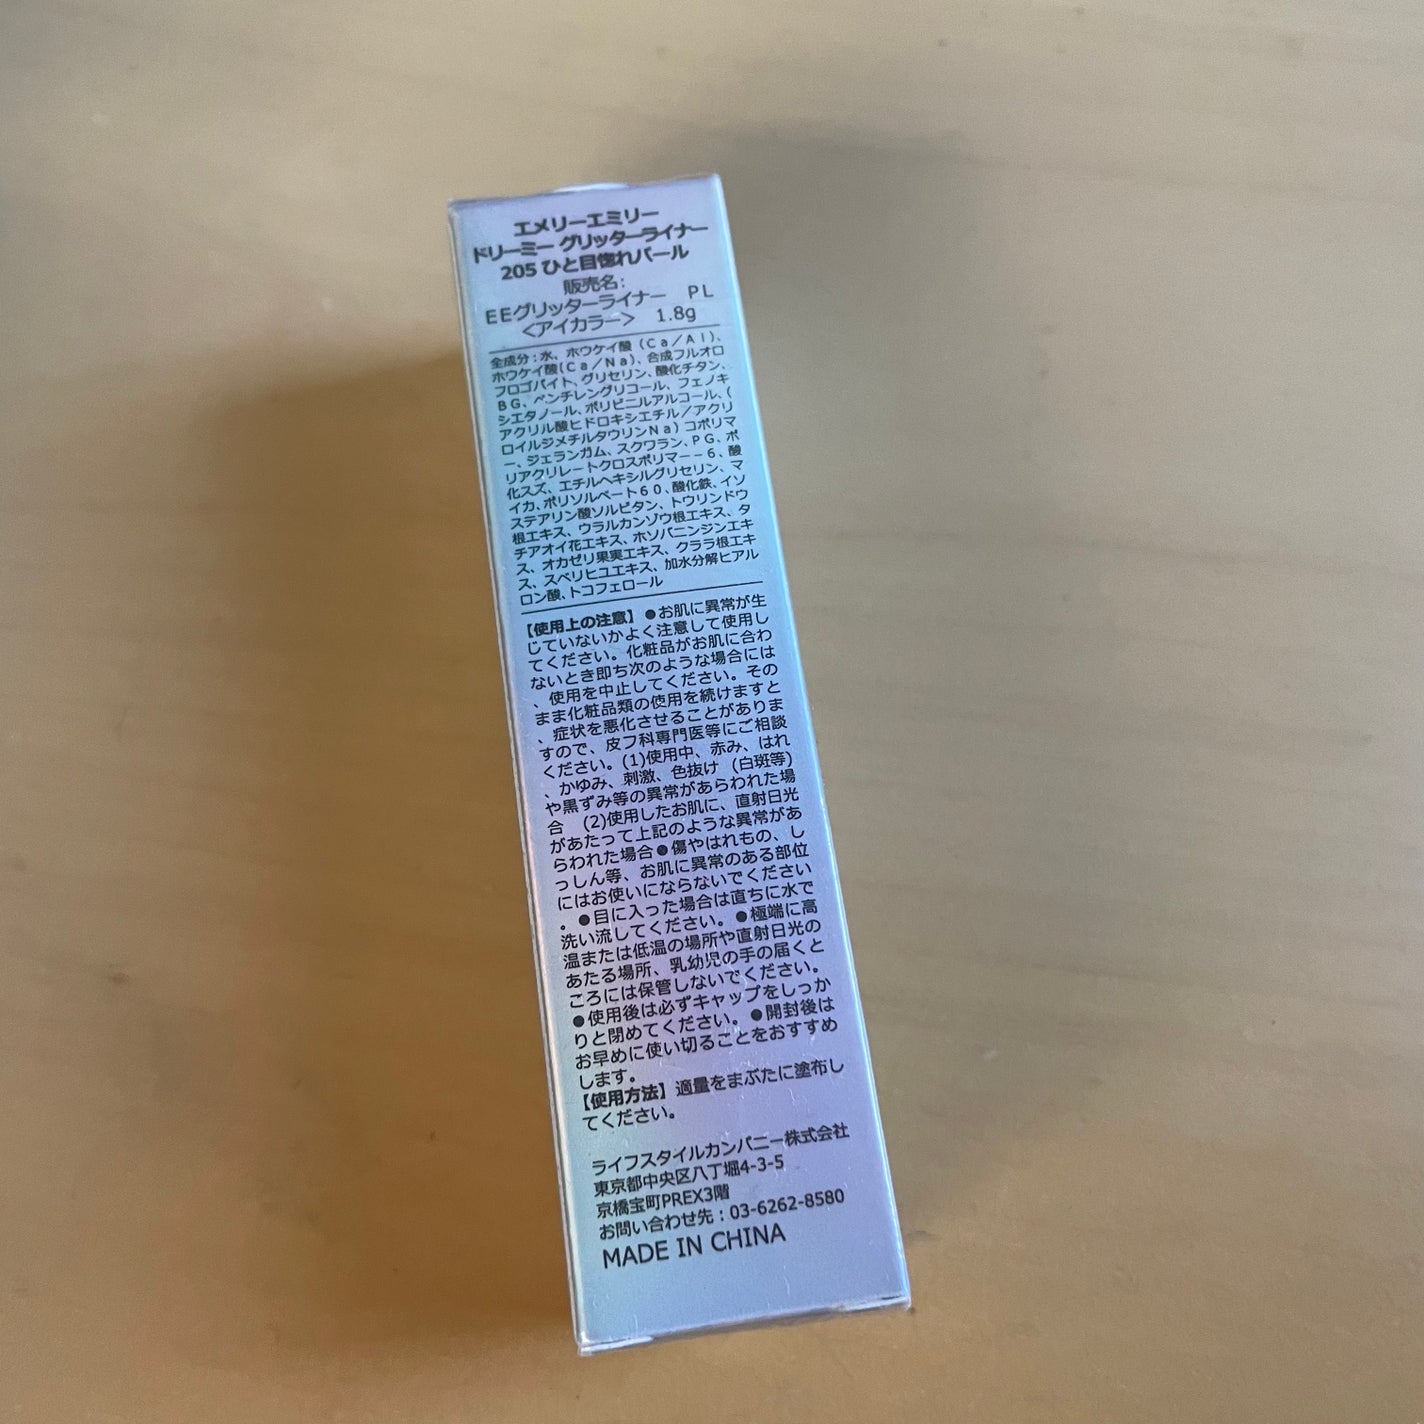 エメリーエミリー
ドリーミー グリッターライナー
205 ひと目惚れパール
販売名:
EEグリッターライナー　PL
＜アイカラー＞　1.8g
全成分:水、ホウケイ酸（Ca／Al）、
ホウケイ酸(Ca／Na)、合成フルオロ
フロゴパイト、グリセリン、酸化チタン、
BG、ペンチレングリコール、フェノキ
シエタノール、ポリビニルアルコール、(
アクリル酸ヒドロキシエチル／アクリ
ロイルジメチルタウリンNa）コポリマ
ー、ジェランガム、スクワラン、PG、ポ
リアクリレートクロスポリマー－6、酸
化スズ、エチルヘキシルグリセリン、マ
イカ、ポリソルベート60、酸化鉄、イソ
ステアリン酸ソルビタン、トウリンドウ
根エキス、ウラルカンゾウ根エキス、タ
チアオイ花エキス、ホソバニンジンエキ
ス、オカゼリ果実エキス、クララ根エキ
ス、スベリヒユエキス、加水分解ヒアル
ロン酸、トコフェロール
【使用上の注意】●お肌に異常が生
じていないかよく注意して使用し
てください。化粧品がお肌に合わ
ないとき即ち次のような場合には
、使用を中止してください。その
まま化粧品類の使用を続けますと
、症状を悪化させることがありま
すので、皮フ科専門医等にご相談
ください。(1)使用中、赤み、はれ
、かゆみ、刺激、色抜け（白斑等)
や黒ずみ等の異常があらわれた場
合　(2)使用したお肌に、直射日光
があたって上記のような異常があ
らわれた場合●傷やはれもの、し
っしん等、お肌に異常のある部位
にはお使いにならないでください
。●目に入った場合は直ちに水で
洗い流してください。●極端に高
温または低温の場所や直射日光の
あたる場所、乳幼児の手の届くと
ころには保管しないでください。
●使用後は必ずキャップをしっか
りと閉めてください。●開封後は
お早めに使い切ることをおすすめ
します。
【使用方法】適量をまぶたに塗布し
てください。
ライフスタイルカンパニー株式会社
東京都中央区八丁堀4-3-5
京橋宝町PREX3階
お問い合わせ先：03-6262-8580
MADE IN CHINA